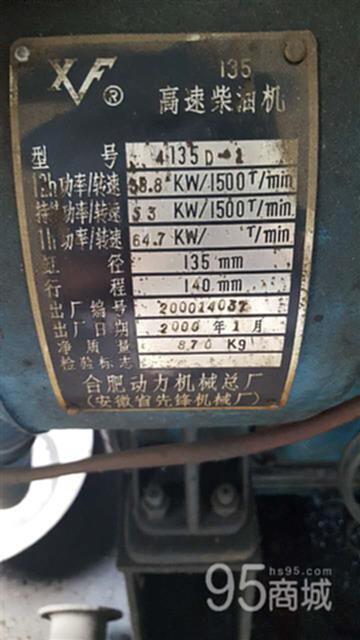 XF® 135
高速柴油机
型号 4135D-1
12h功率/转速 58.8 KW/1500 T/min
持续功率/转速 53 KW/1500 T/min
1h功率/转速 64.7 KW/ T/min
缸径 135 mm
行程 140 mm
出厂编号 200014037
出厂日期 2000年1月
净质量 870 Kg
检验标志
合肥动力机械总厂
(安徽省先锋机械厂)
hs95.com
95商城